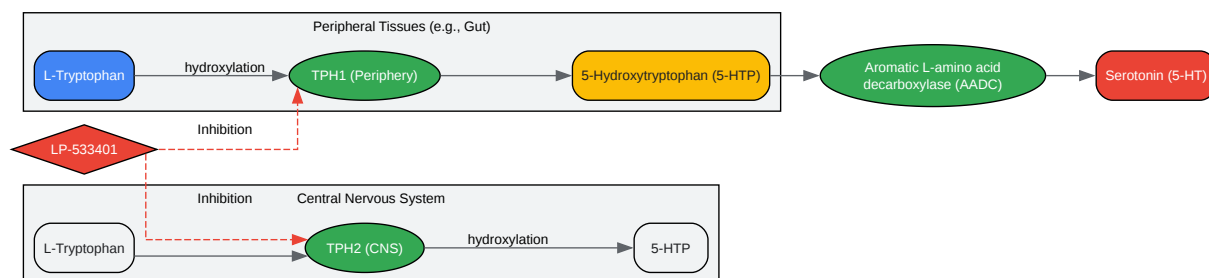 Peripheral Tissues (e.g., Gut)
L-Tryptophan
hydroxylation
TPH1 (Periphery)
5-Hydroxytryptophan (5-HTP)
Aromatic L-amino acid
decarboxylase (AADC)
Serotonin (5-HT)
Inhibition
LP-533401
Inhibition
Central Nervous System
L-Tryptophan
TPH2 (CNS)
hydroxylation
5-HTP